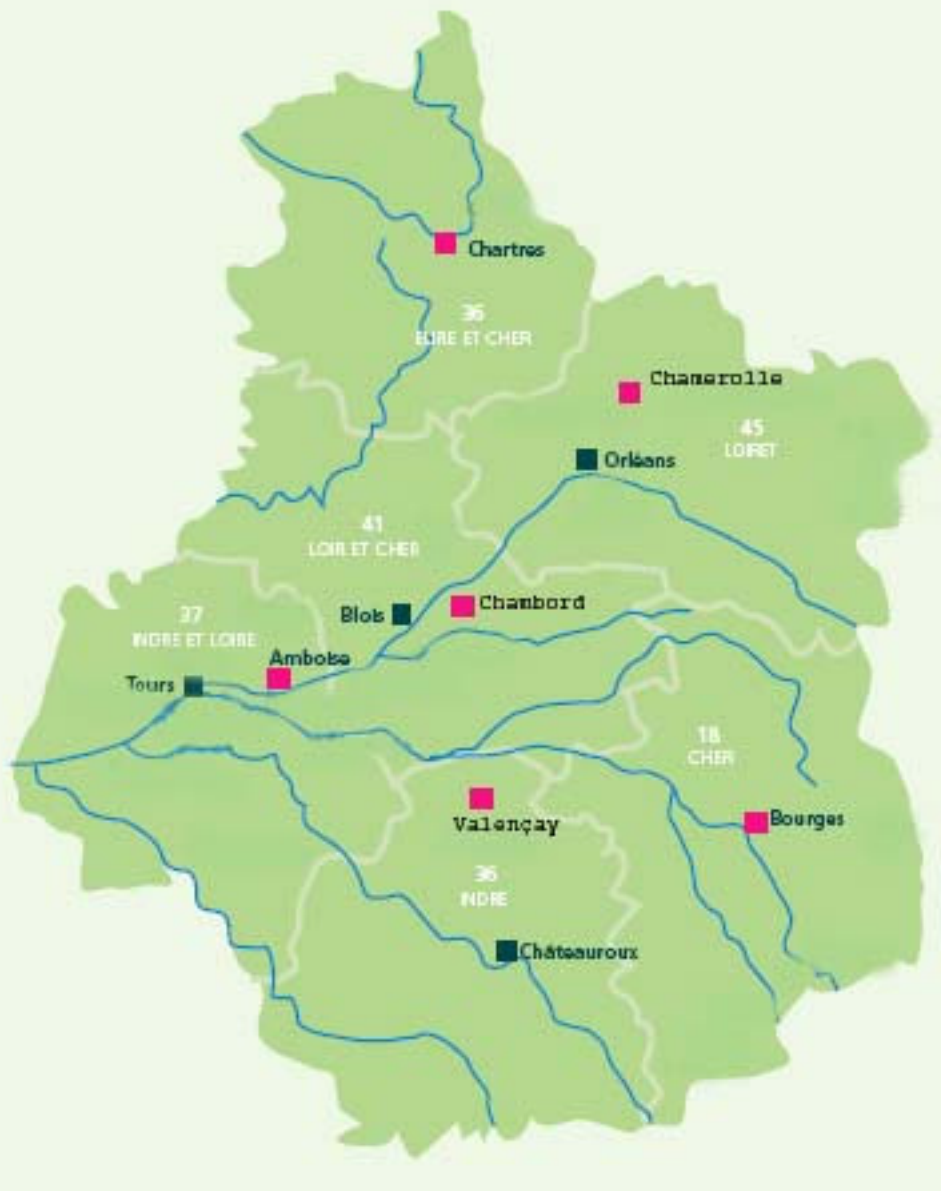 Chartres
36
EURE ET CHER
Chamerolle
45
LOIRET
Orléans
41
LOIR ET CHER
Blois
Chambord
37
INDRE ET LOIRE
Amboise
Tours
18
CHER
Valençay
Bourges
36
INDRE
Châteauroux